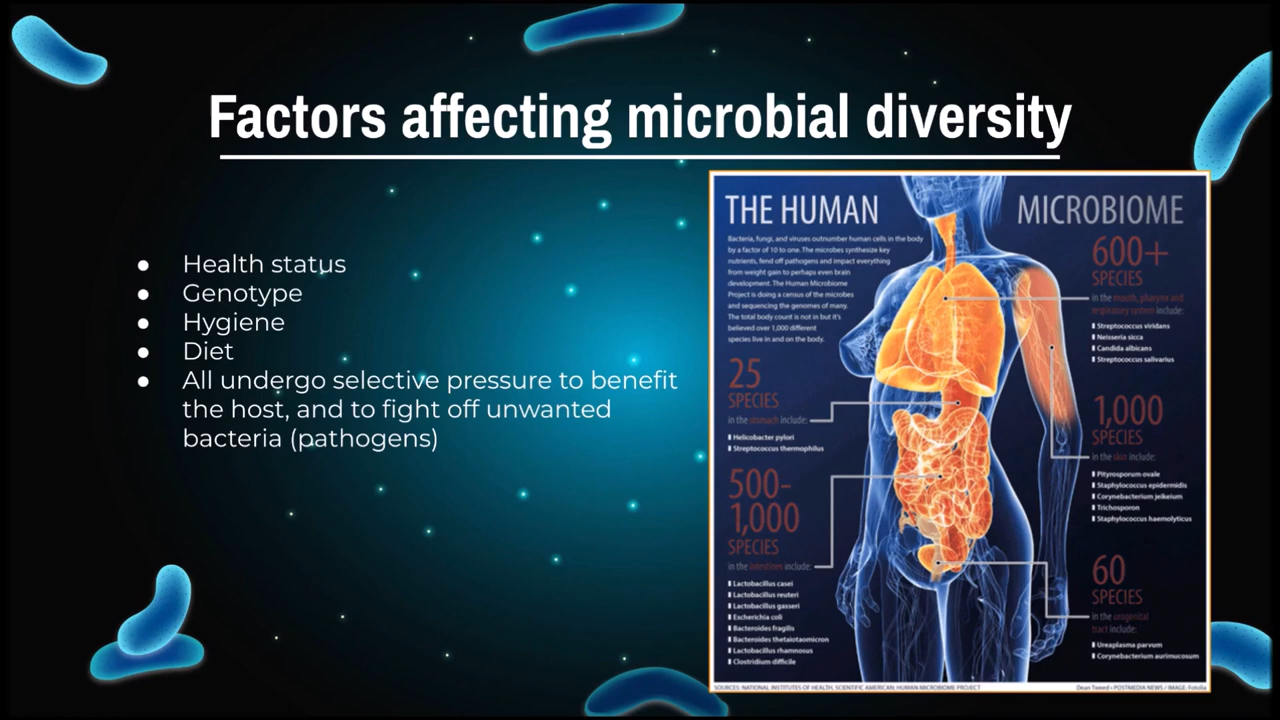 Factors affecting microbial diversity
● Health status
● Genotype
● Hygiene
● Diet
● All undergo selective pressure to benefit
the host, and to fight off unwanted
bacteria (pathogens)
THE HUMAN MICROBIOME
Bacteria, fungi, and viruses outnumber human cells in the body
by a factor of 10 to one. The microbes synthesize key
nutrients, fend off pathogens and impact everything
from weight gain to perhaps even brain
development. The Human Microbiome
Project is doing a census of the microbes
and sequencing the genomes of many.
The total body count is not in but it's
believed over 1,000 different
species live in and on the body.
25
SPECIES
in the stomach include:
Helicobacter pylori
Streptococcus thermophilus
500-
1,000
SPECIES
in the intestines include:
Lactobacillus casei
Lactobacillus reuteri
Lactobacillus gasseri
Escherichia coli
Bacteroides fragilis
Bacteroides thetaiotaomicron
Lactobacillus rhamnosus
Clostridium difficile
600+
SPECIES
in the mouth, pharynx and
respiratory system include:
Streptococcus viridans
Neisseria sicca
Candida albicans
Streptococcus salivarius
1,000
SPECIES
in the skin include:
Pityrosporum ovale
Staphylococcus epidermidis
Corynebacterium jeikeium
Trichosporon
Staphylococcus haemolyticus
60
SPECIES
in the urogenital
tract include:
Ureaplasma parvum
Corynebacterium aurimucosum
SOURCES: NATIONAL INSTITUTES OF HEALTH, SCIENTIFIC AMERICAN; HUMAN MICROBIOME PROJECT
Dean Tweed • POSTMEDIA NEWS / IMAGE: Fotolia